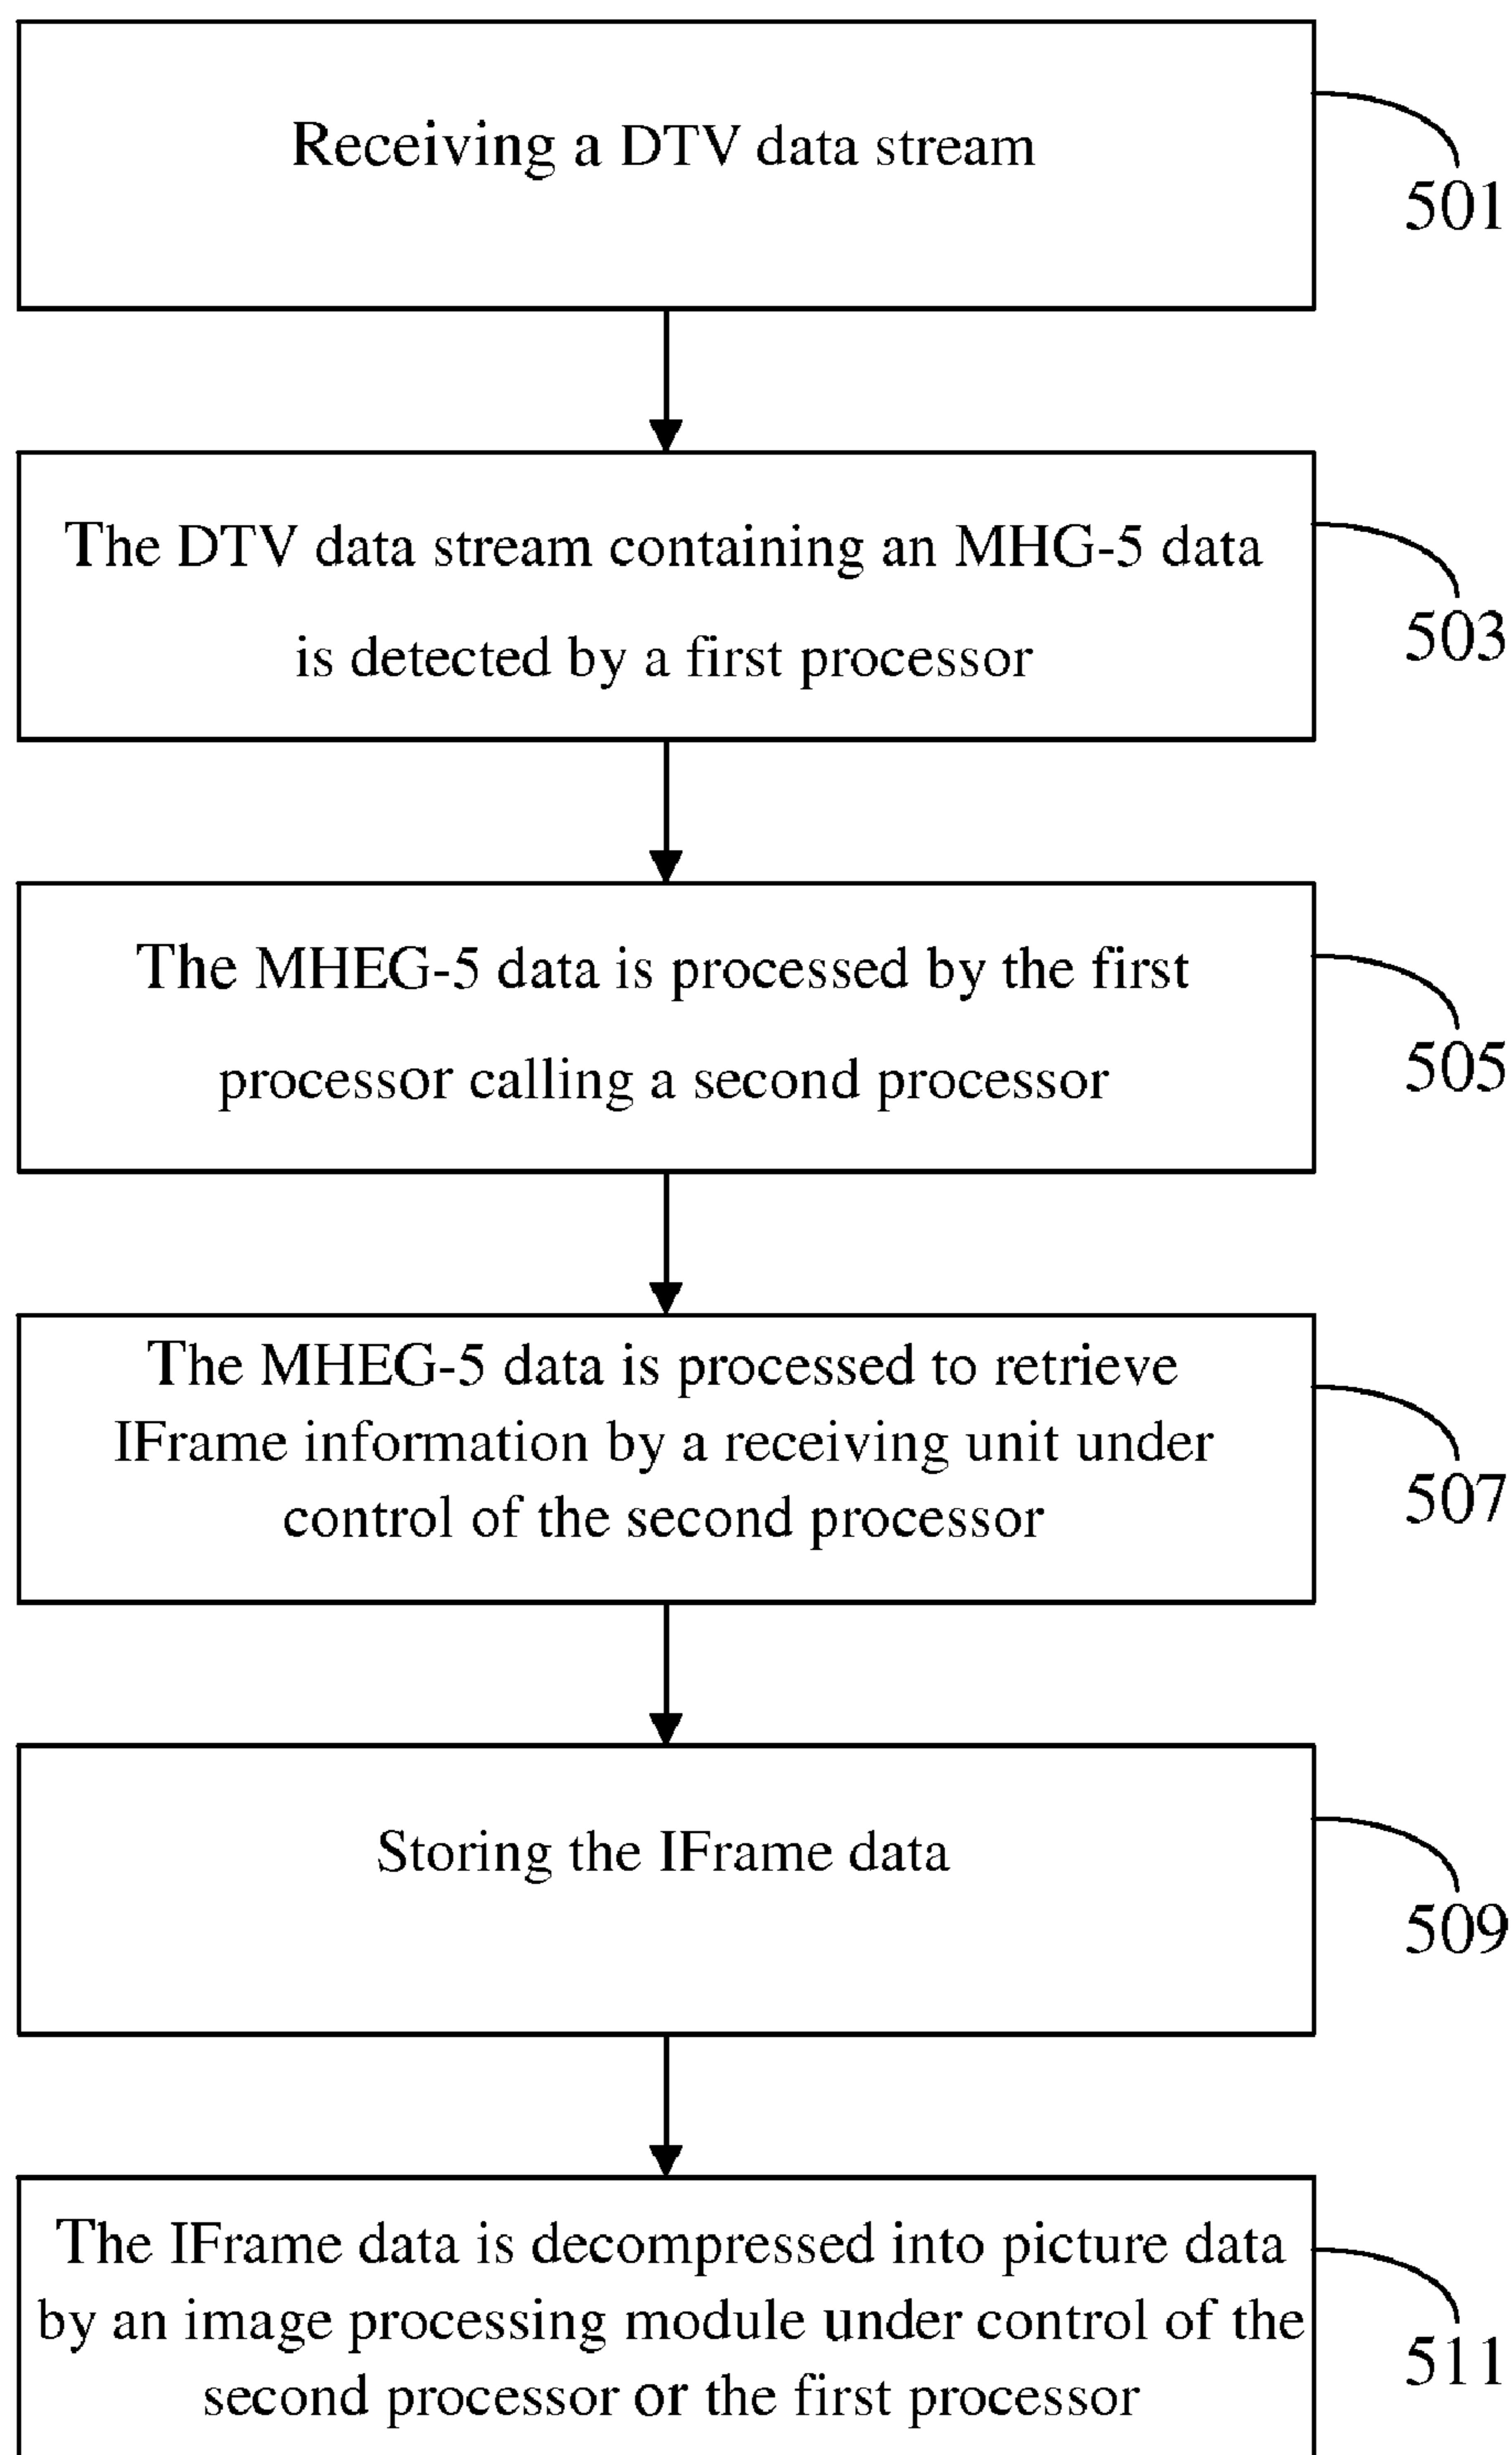 Receiving a DTV data stream
501
The DTV data stream containing an MHG-5 data
is detected by a first processor
503
The MHEG-5 data is processed by the first
processor calling a second processor
505
The MHEG-5 data is processed to retrieve
IFrame information by a receiving unit under
control of the second processor
507
Storing the IFrame data
509
The IFrame data is decompressed into picture data
by an image processing module under control of the
second processor or the first processor
511